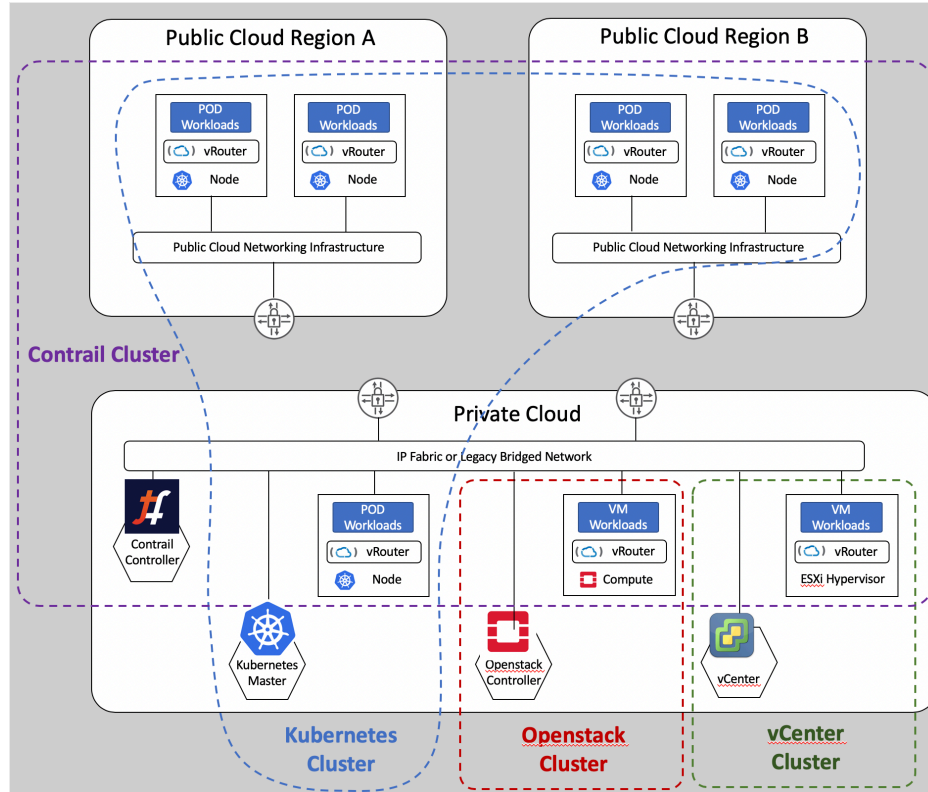 Public Cloud Region A
Public Cloud Region B
POD
Workloads
vRouter
Node
POD
Workloads
vRouter
Node
POD
Workloads
vRouter
Node
POD
Workloads
vRouter
Node
Public Cloud Networking Infrastructure
Public Cloud Networking Infrastructure
Contrail Cluster
Private Cloud
IP Fabric or Legacy Bridged Network
Contrail
Controller
POD
Workloads
vRouter
Node
VM
Workloads
vRouter
Compute
VM
Workloads
vRouter
ESXi Hypervisor
Kubernetes
Master
Openstack
Controller
vCenter
Kubernetes
Cluster
Openstack
Cluster
vCenter
Cluster